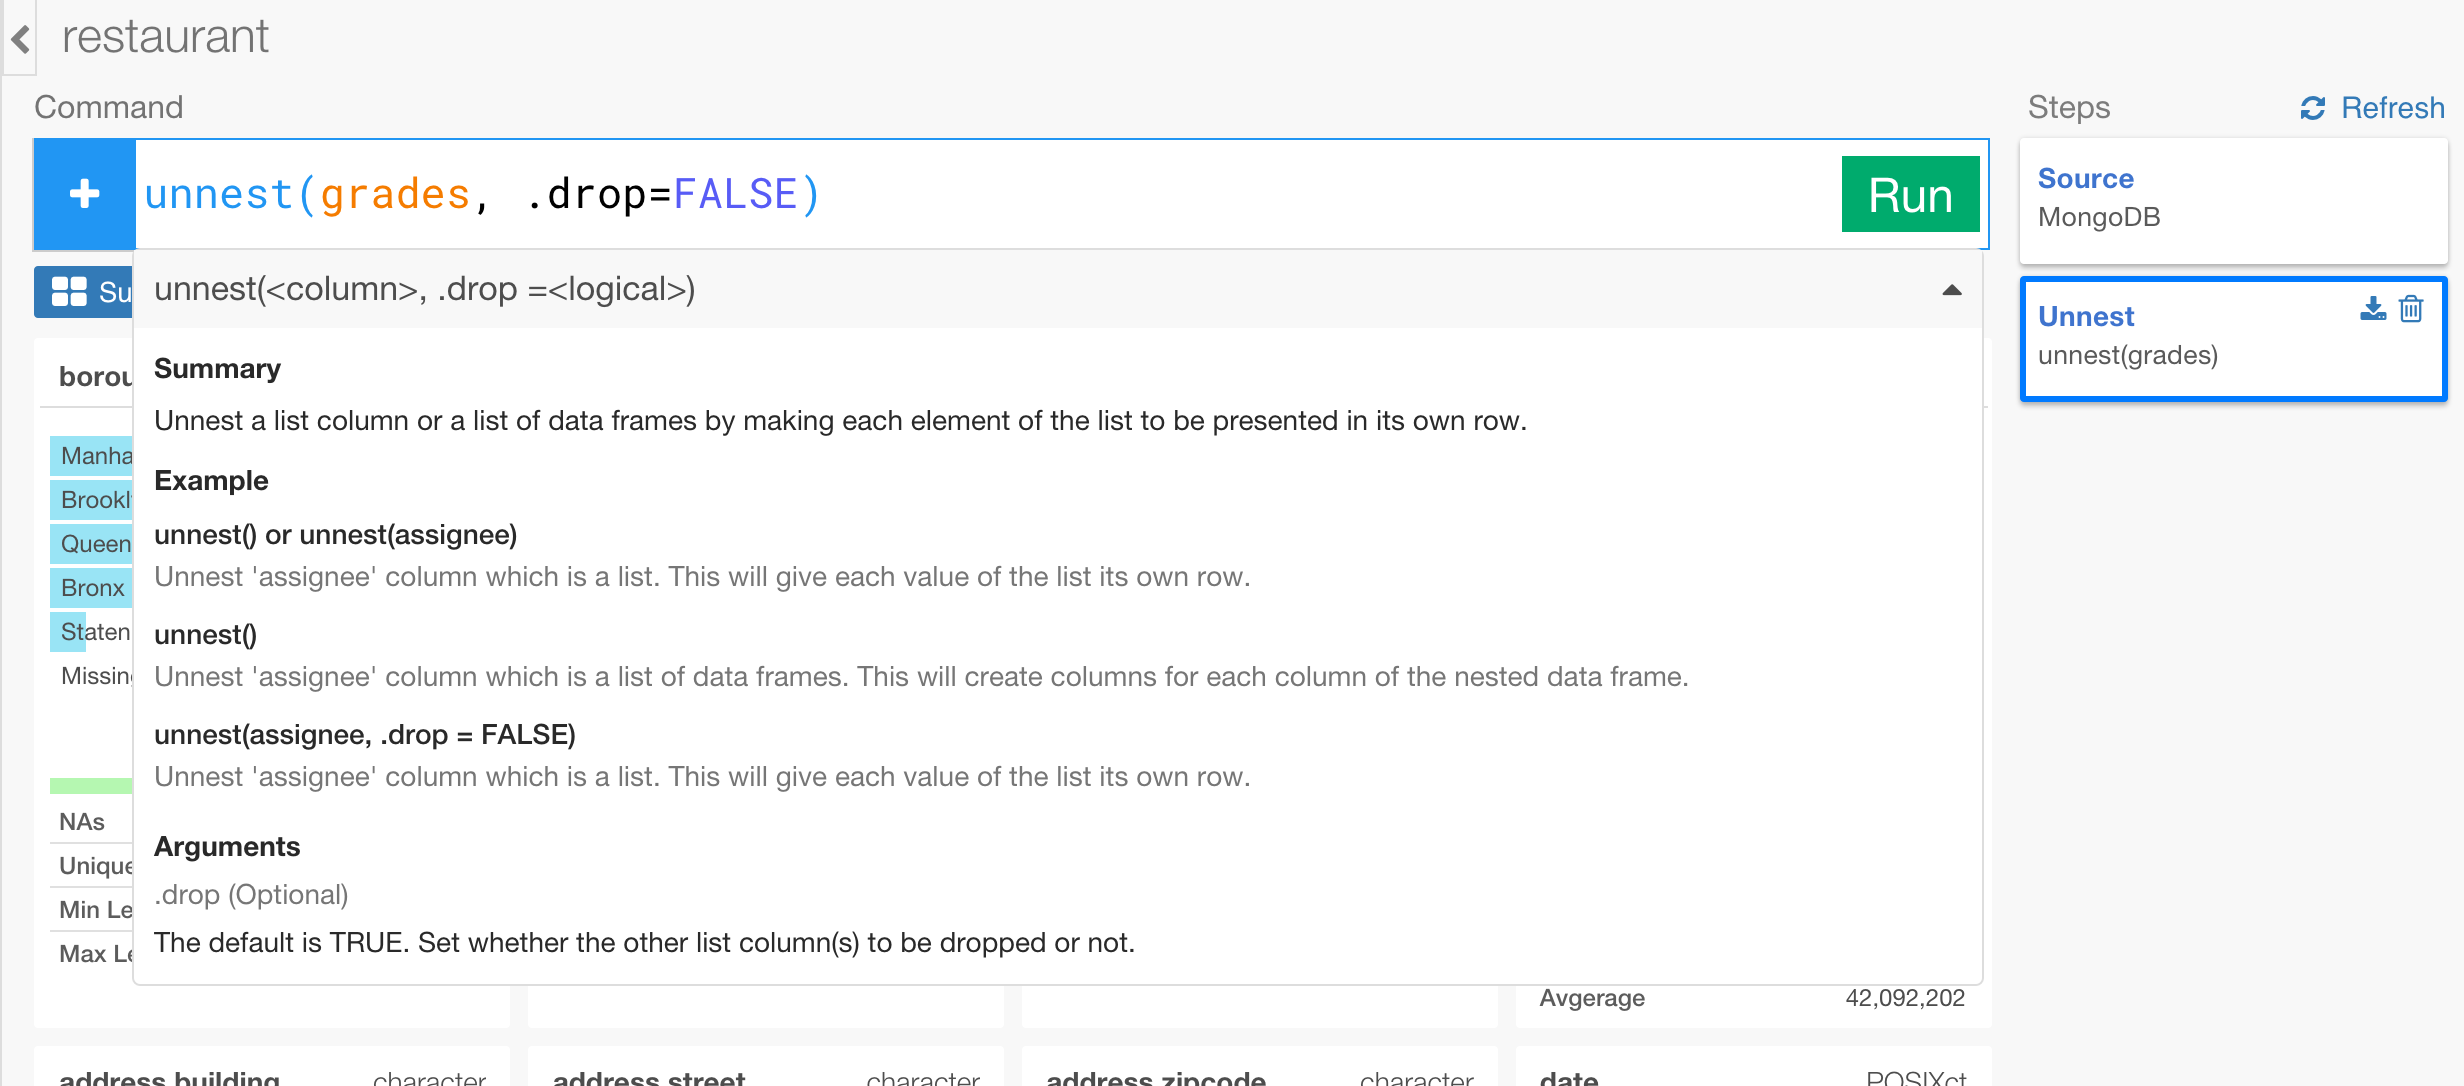 restaurant
Command
Steps
Refresh
unnest(grades, .drop=FALSE)
Run
Source
MongoDB
Su
unnest(<column>, .drop =<logical>)
Unnest
unnest(grades)
Summary
borou
Unnest a list column or a list of data frames by making each element of the list to be presented in its own row.
Manha
Example
Brookl
unnest() or unnest(assignee)
Queen
Unnest 'assignee' column which is a list. This will give each value of the list its own row.
Bronx
Staten
unnest()
Missing
Unnest 'assignee' column which is a list of data frames. This will create columns for each column of the nested data frame.
unnest(assignee, .drop = FALSE)
Unnest 'assignee' column which is a list. This will give each value of the list its own row.
NAs
Arguments
Unique
.drop (Optional)
Min Le
The default is TRUE. Set whether the other list column(s) to be dropped or not.
Max Le
Avgerage 42,092,202
address.building character
address.street character
address.zipcode character
date POSIXct